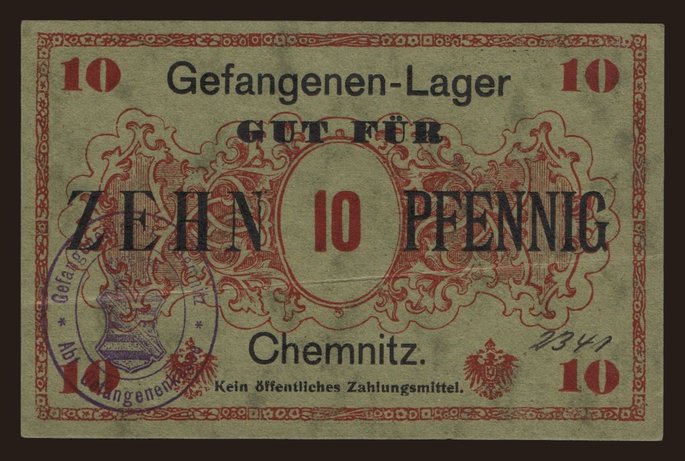 10 Gefangenen-Lager 10
GUT FÜR
ZEHN 10 PFENNIG
Chemnitz.
2341
Kein öffentliches Zahlungsmittel.
10 10